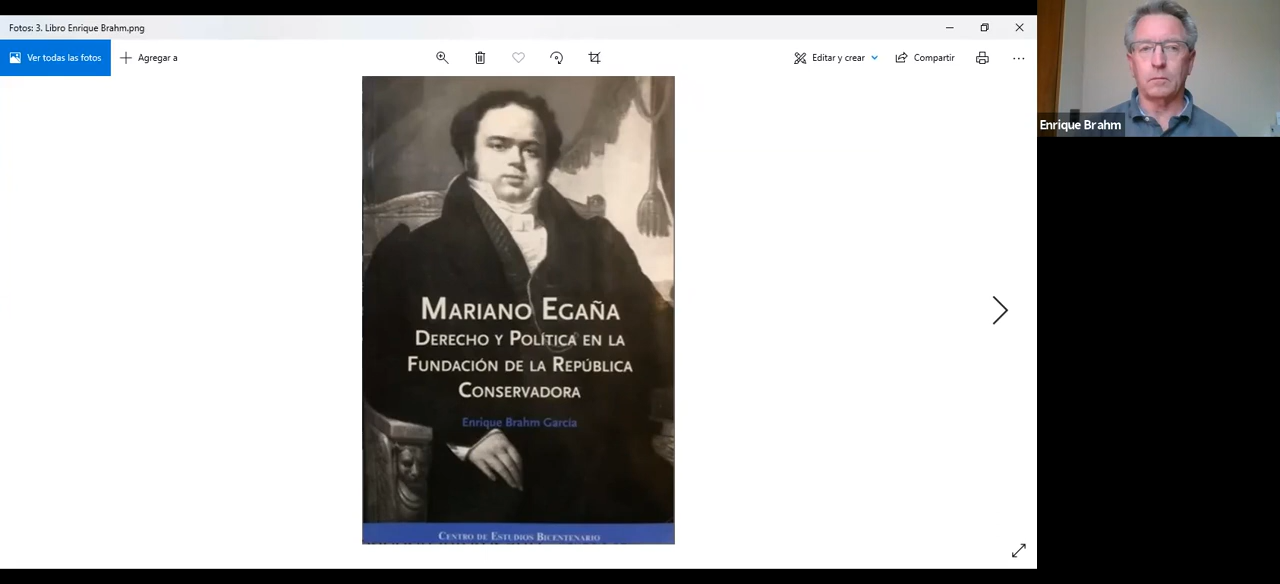 Fotos: 3. Libro Enrique Brahm.png
Ver todas las fotos
Agregar a
Editar y crear
Compartir
Enrique Brahm
MARIANO EGAÑA
DERECHO Y POLÍTICA EN LA
FUNDACIÓN DE LA REPÚBLICA
CONSERVADORA
Enrique Brahm García
CENTRO DE ESTUDIOS BICENTENARIO